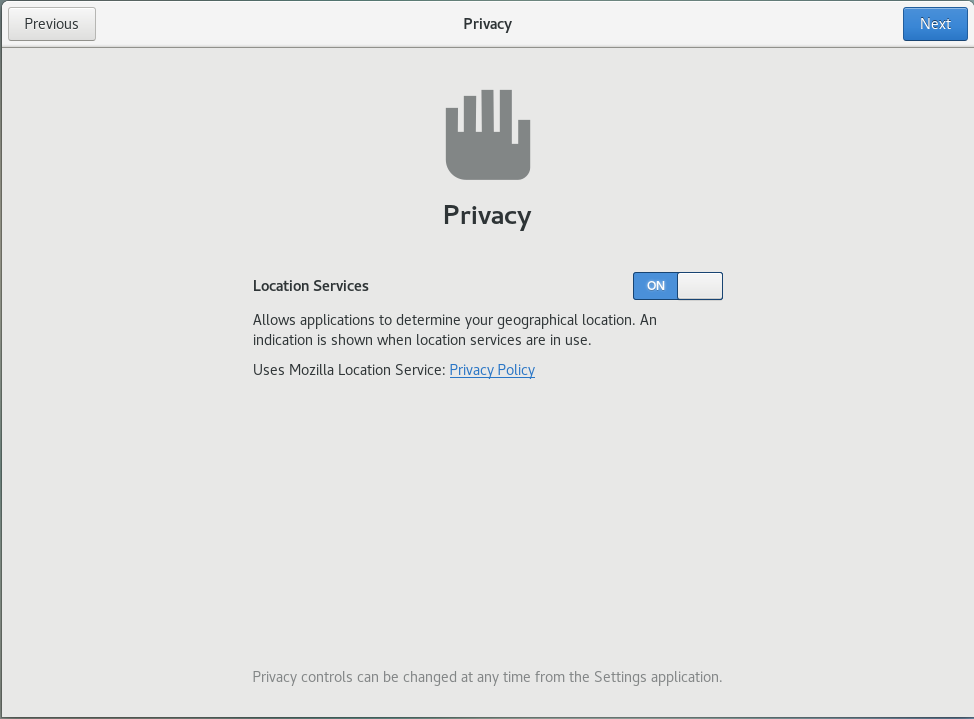 Previous
Privacy
Next
Privacy
Location Services
ON
Allows applications to determine your geographical location. An
indication is shown when location services are in use.
Uses Mozilla Location Service: Privacy Policy
Privacy controls can be changed at any time from the Settings application.